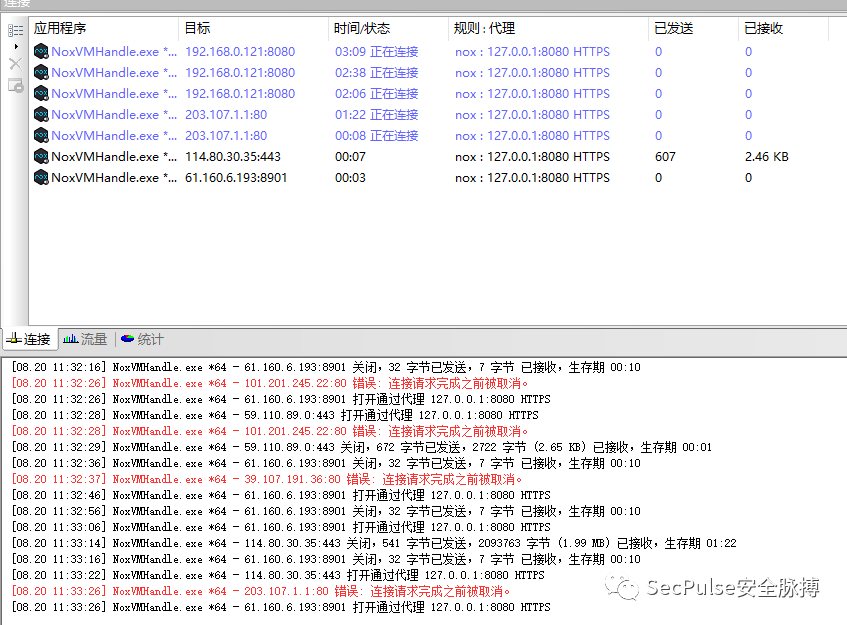 连接
应用程序 目标 时间/状态 规则 : 代理 已发送 已接收
NoxVMHandle.exe *... 192.168.0.121:8080 03:09 正在连接 nox : 127.0.0.1:8080 HTTPS 0 0
NoxVMHandle.exe *... 192.168.0.121:8080 02:38 正在连接 nox : 127.0.0.1:8080 HTTPS 0 0
NoxVMHandle.exe *... 192.168.0.121:8080 02:06 正在连接 nox : 127.0.0.1:8080 HTTPS 0 0
NoxVMHandle.exe *... 203.107.1.1:80 01:22 正在连接 nox : 127.0.0.1:8080 HTTPS 0 0
NoxVMHandle.exe *... 203.107.1.1:80 00:08 正在连接 nox : 127.0.0.1:8080 HTTPS 0 0
NoxVMHandle.exe *... 114.80.30.35:443 00:07 nox : 127.0.0.1:8080 HTTPS 607 2.46 KB
NoxVMHandle.exe *... 61.160.6.193:8901 00:03 nox : 127.0.0.1:8080 HTTPS 0 0
连接 流量 统计
[08.20 11:32:16] NoxVMHandle.exe *64 - 61.160.6.193:8901 关闭，32 字节已发送，7 字节 已接收，生存期 00:10
[08.20 11:32:26] NoxVMHandle.exe *64 - 101.201.245.22:80 错误: 连接请求完成之前被取消。
[08.20 11:32:26] NoxVMHandle.exe *64 - 61.160.6.193:8901 打开通过代理 127.0.0.1:8080 HTTPS
[08.20 11:32:28] NoxVMHandle.exe *64 - 59.110.89.0:443 打开通过代理 127.0.0.1:8080 HTTPS
[08.20 11:32:28] NoxVMHandle.exe *64 - 101.201.245.22:80 错误: 连接请求完成之前被取消。
[08.20 11:32:29] NoxVMHandle.exe *64 - 59.110.89.0:443 关闭，672 字节已发送，2722 字节 (2.65 KB) 已接收，生存期 00:01
[08.20 11:32:36] NoxVMHandle.exe *64 - 61.160.6.193:8901 关闭，32 字节已发送，7 字节 已接收，生存期 00:10
[08.20 11:32:37] NoxVMHandle.exe *64 - 39.107.191.36:80 错误: 连接请求完成之前被取消。
[08.20 11:32:46] NoxVMHandle.exe *64 - 61.160.6.193:8901 打开通过代理 127.0.0.1:8080 HTTPS
[08.20 11:32:56] NoxVMHandle.exe *64 - 61.160.6.193:8901 关闭，32 字节已发送，7 字节 已接收，生存期 00:10
[08.20 11:33:06] NoxVMHandle.exe *64 - 61.160.6.193:8901 打开通过代理 127.0.0.1:8080 HTTPS
[08.20 11:33:14] NoxVMHandle.exe *64 - 114.80.30.35:443 关闭，541 字节已发送，2093763 字节 (1.99 MB) 已接收，生存期 01:22
[08.20 11:33:16] NoxVMHandle.exe *64 - 61.160.6.193:8901 关闭，32 字节已发送，7 字节 已接收，生存期 00:10
[08.20 11:33:22] NoxVMHandle.exe *64 - 114.80.30.35:443 打开通过代理 127.0.0.1:8080 HTTPS
[08.20 11:33:26] NoxVMHandle.exe *64 - 203.107.1.1:80 错误: 连接请求完成之前被取消。
[08.20 11:33:26] NoxVMHandle.exe *64 - 61.160.6.193:8901 打开通过代理 127.0.0.1:8080 HTTPS
SecPulse安全脉搏